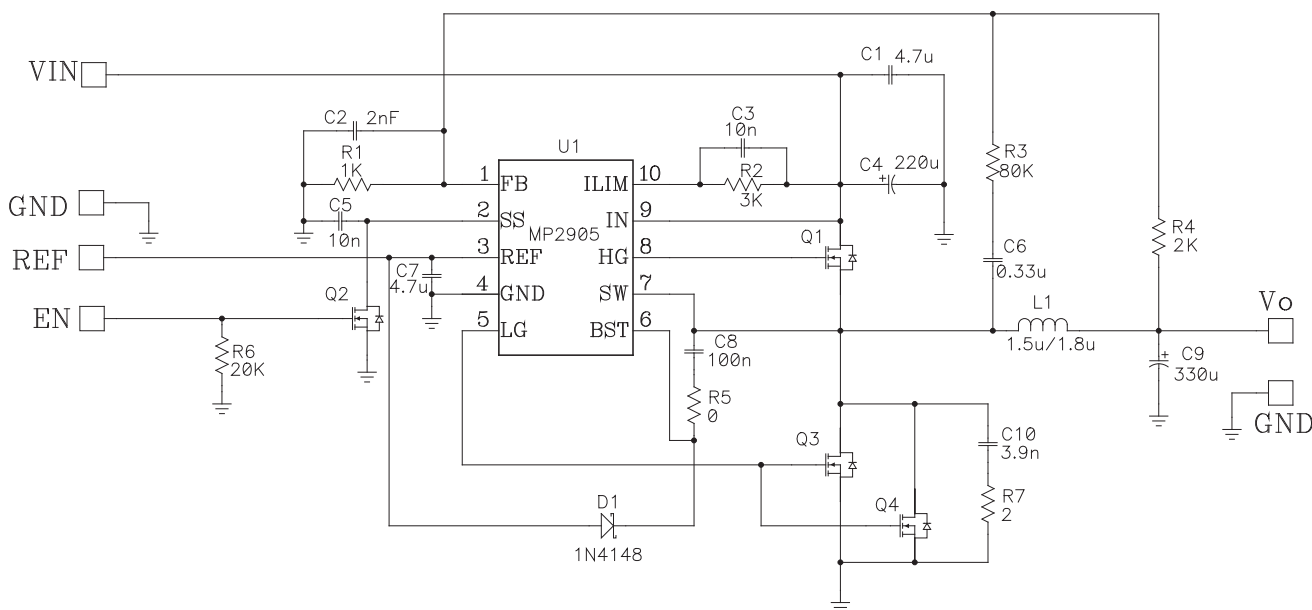 VIN
C1
4.7u
C2
2nF
R1
1K
C3
10n
R2
3K
C4
220u
R3
80K
U1
MP2905
1
FB
2
SS
3
REF
4
GND
5
LG
10
ILIM
9
IN
8
HG
7
SW
6
BST
GND
C5
10n
REF
C7
4.7u
EN
Q2
R6
20K
Q1
R4
2K
C6
0.33u
L1
1.5u/1.8u
Vo
C8
100n
R5
0
C9
330u
GND
Q3
Q4
C10
3.9n
R7
2
D1
1N4148